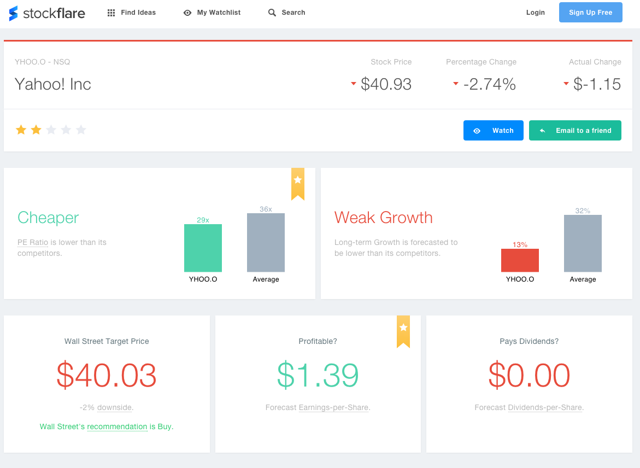 stockflare Find Ideas My Watchlist Search Login Sign Up Free
YHOO.O - NSQ Stock Price Percentage Change Actual Change
Yahoo! Inc $40.93 -2.74% $-1.15
Watch Email to a friend
Cheaper
PE Ratio is lower than its
competitors.
29x
36x
YHOO.O Average
Weak Growth
Long-term Growth is forecasted to
be lower than its competitors.
13%
32%
YHOO.O Average
Wall Street Target Price
$40.03
-2% downside.
Wall Street's recommendation is Buy.
Profitable?
$1.39
Forecast Earnings-per-Share.
Pays Dividends?
$0.00
Forecast Dividends-per-Share.